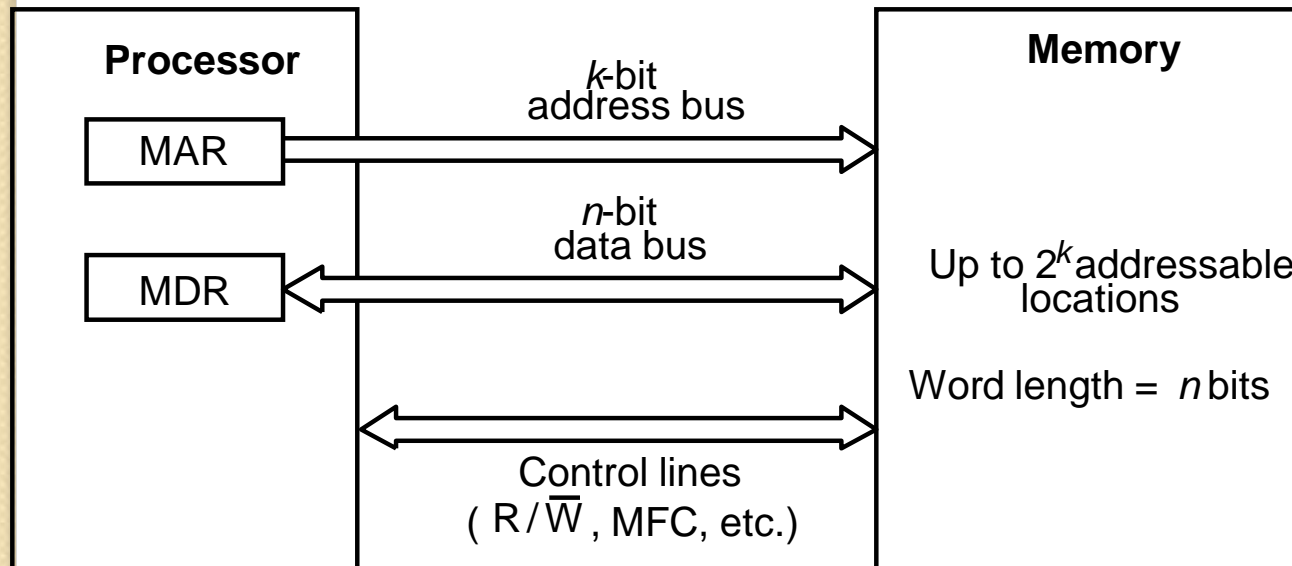 Processor
MAR
MDR
k-bit
address bus
n-bit
data bus
Control lines
( R / W̅ , MFC, etc.)
Memory
Up to 2ᵏ addressable
locations
Word length = n bits